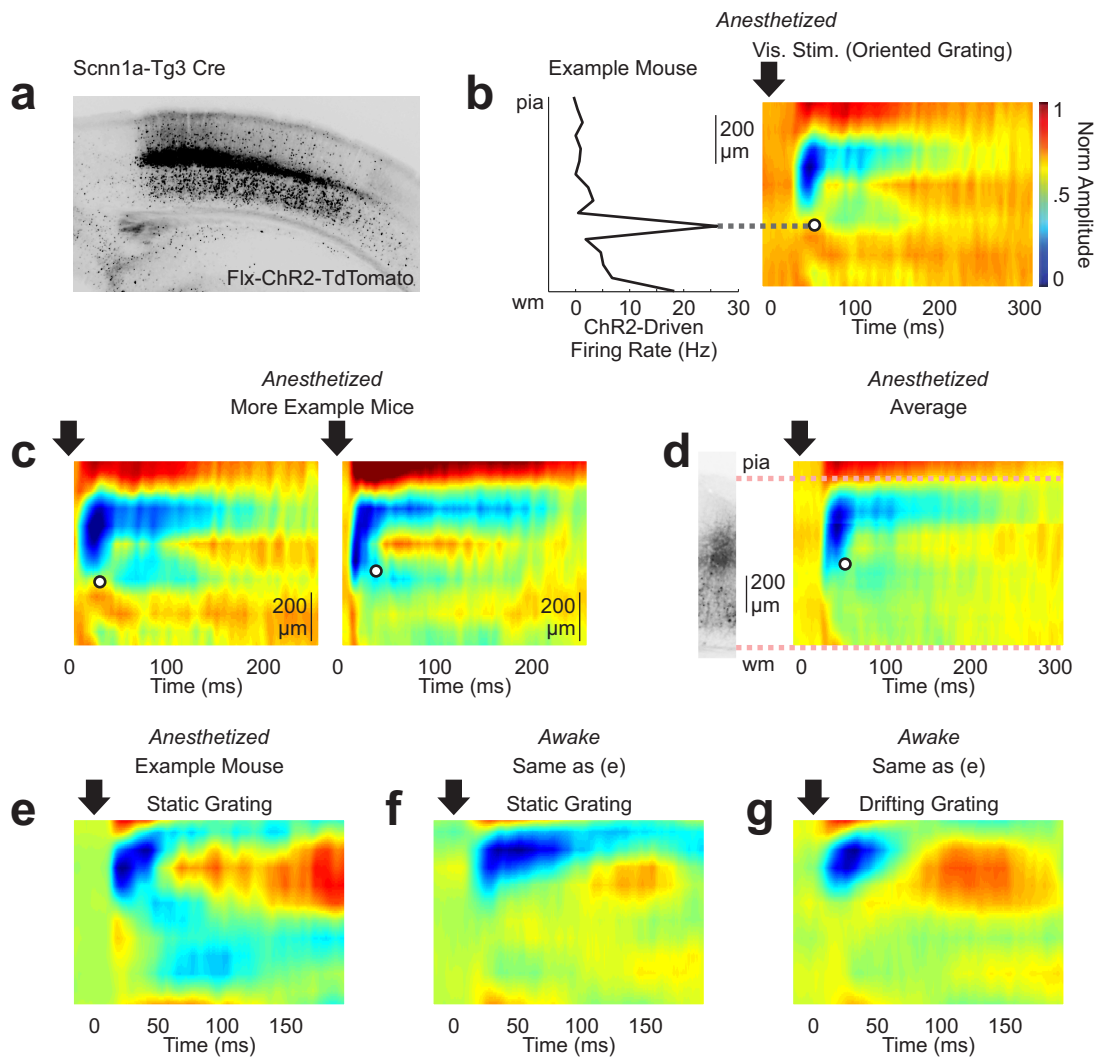 Scnn1a-Tg3 Cre
a
Flx-ChR2-TdTomato
b
Example Mouse
pia
wm
0 10 20 30
ChR2-Driven
Firing Rate (Hz)
Anesthetized
Vis. Stim. (Oriented Grating)
200
µm
1
.5
0
Norm Amplitude
0 100 200 300
Time (ms)
Anesthetized
More Example Mice
c
200
µm
0 100 200
Time (ms)
200
µm
0 100 200
Time (ms)
Anesthetized
Average
d
pia
200
µm
wm
0 100 200 300
Time (ms)
Anesthetized
Example Mouse
e
Static Grating
0 50 100 150
Time (ms)
Awake
Same as (e)
f
Static Grating
0 50 100 150
Time (ms)
Awake
Same as (e)
g
Drifting Grating
0 50 100 150
Time (ms)